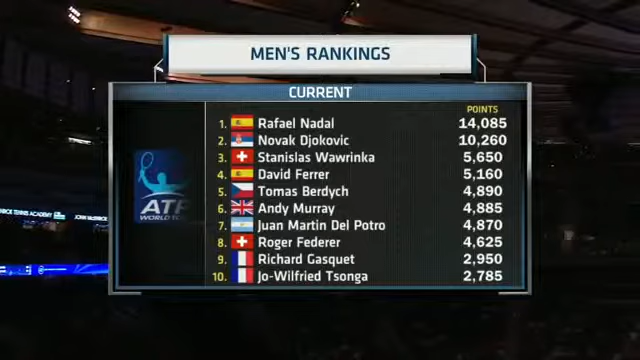 MEN'S RANKINGS
CURRENT
POINTS
1. Rafael Nadal 14,085
2. Novak Djokovic 10,260
3. Stanislas Wawrinka 5,650
4. David Ferrer 5,160
5. Tomas Berdych 4,890
6. Andy Murray 4,885
7. Juan Martin Del Potro 4,870
8. Roger Federer 4,625
9. Richard Gasquet 2,950
10. Jo-Wilfried Tsonga 2,785
ATP
WORLD
TENNIS ACADEMY